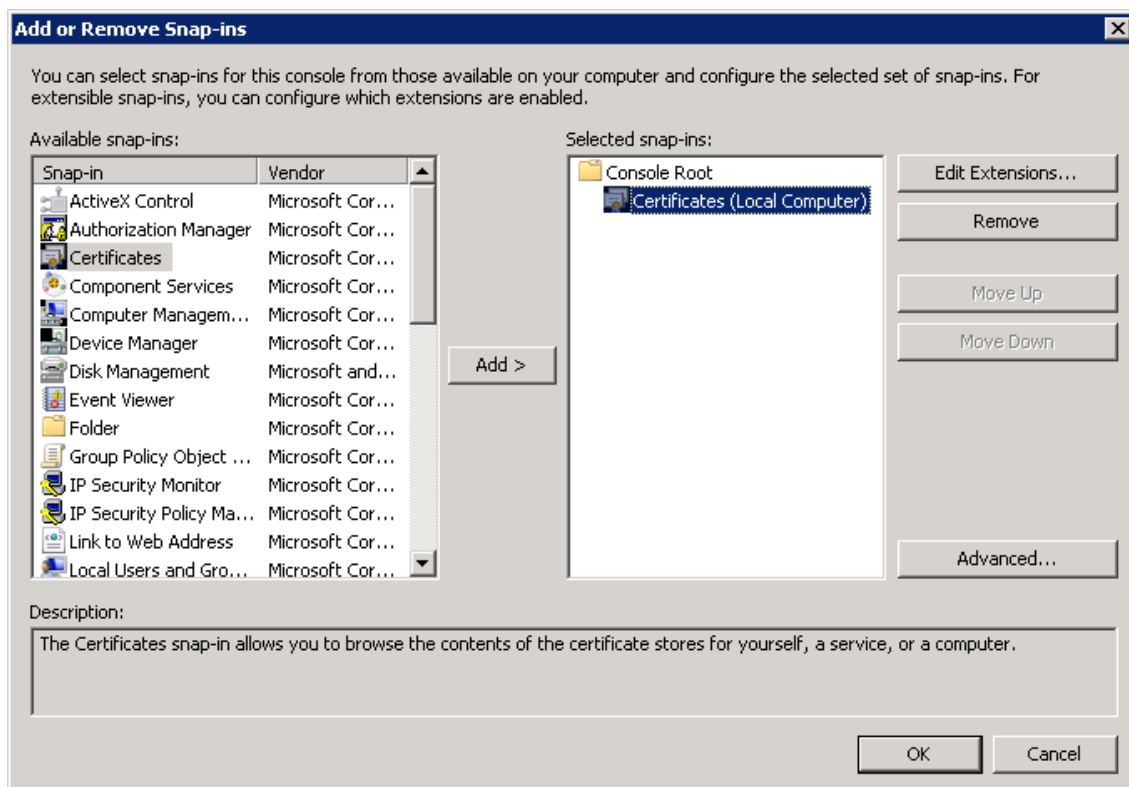 Add or Remove Snap-ins
You can select snap-ins for this console from those available on your computer and configure the selected set of snap-ins. For
extensible snap-ins, you can configure which extensions are enabled.
Available snap-ins:
Snap-in Vendor
ActiveX Control Microsoft Cor...
Authorization Manager Microsoft Cor...
Certificates Microsoft Cor...
Component Services Microsoft Cor...
Computer Managem... Microsoft Cor...
Device Manager Microsoft Cor...
Disk Management Microsoft and...
Event Viewer Microsoft Cor...
Folder Microsoft Cor...
Group Policy Object ... Microsoft Cor...
IP Security Monitor Microsoft Cor...
IP Security Policy Ma... Microsoft Cor...
Link to Web Address Microsoft Cor...
Local Users and Gro... Microsoft Cor...
Add >
Selected snap-ins:
Console Root
Certificates (Local Computer)
Edit Extensions...
Remove
Move Up
Move Down
Advanced...
Description:
The Certificates snap-in allows you to browse the contents of the certificate stores for yourself, a service, or a computer.
OK
Cancel